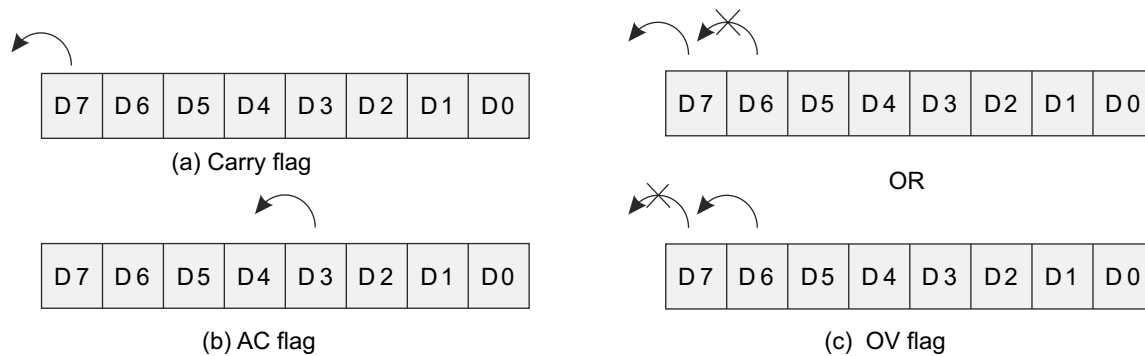 D7 D6 D5 D4 D3 D2 D1 D0
(a) Carry flag
D7 D6 D5 D4 D3 D2 D1 D0
(b) AC flag
D7 D6 D5 D4 D3 D2 D1 D0
OR
D7 D6 D5 D4 D3 D2 D1 D0
(c) OV flag